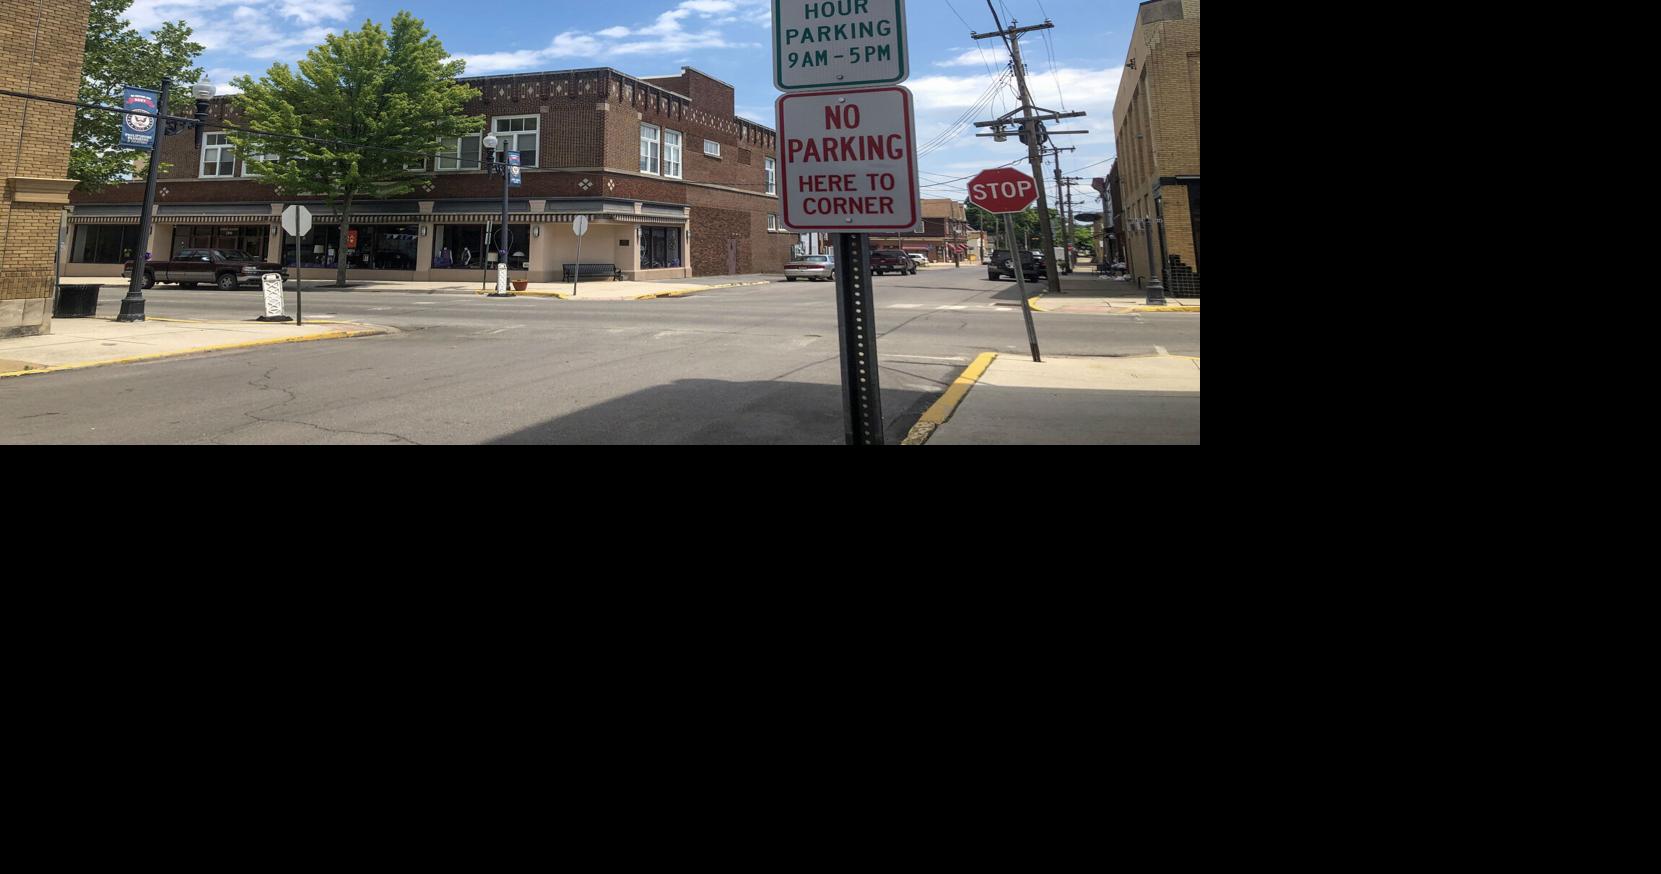 HOUR
PARKING
9AM-5PM
NO
PARKING
HERE TO
CORNER
STOP